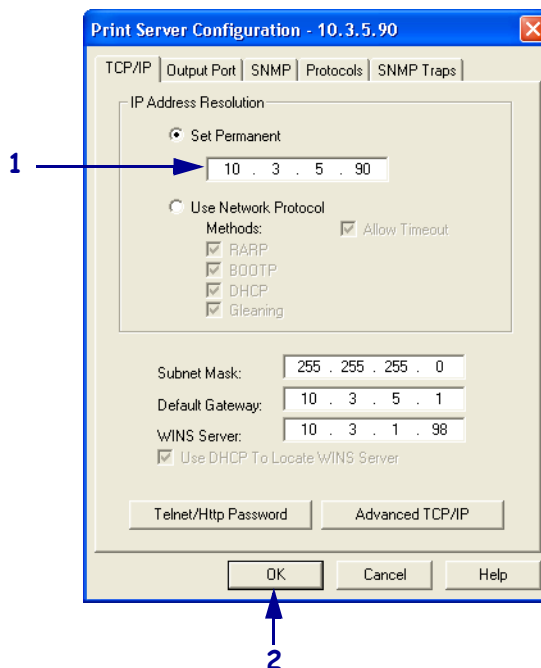 Print Server Configuration - 10.3.5.90
TCP/IP Output Port SNMP Protocols SNMP Traps
IP Address Resolution
Set Permanent
1
10 . 3 . 5 . 90
Use Network Protocol
Methods: Allow Timeout
RARP
BOOTP
DHCP
Gleaning
Subnet Mask: 255 . 255 . 255 . 0
Default Gateway: 10 . 3 . 5 . 1
WINS Server: 10 . 3 . 1 . 98
Use DHCP To Locate WINS Server
Telnet/Http Password Advanced TCP/IP
OK Cancel Help
2